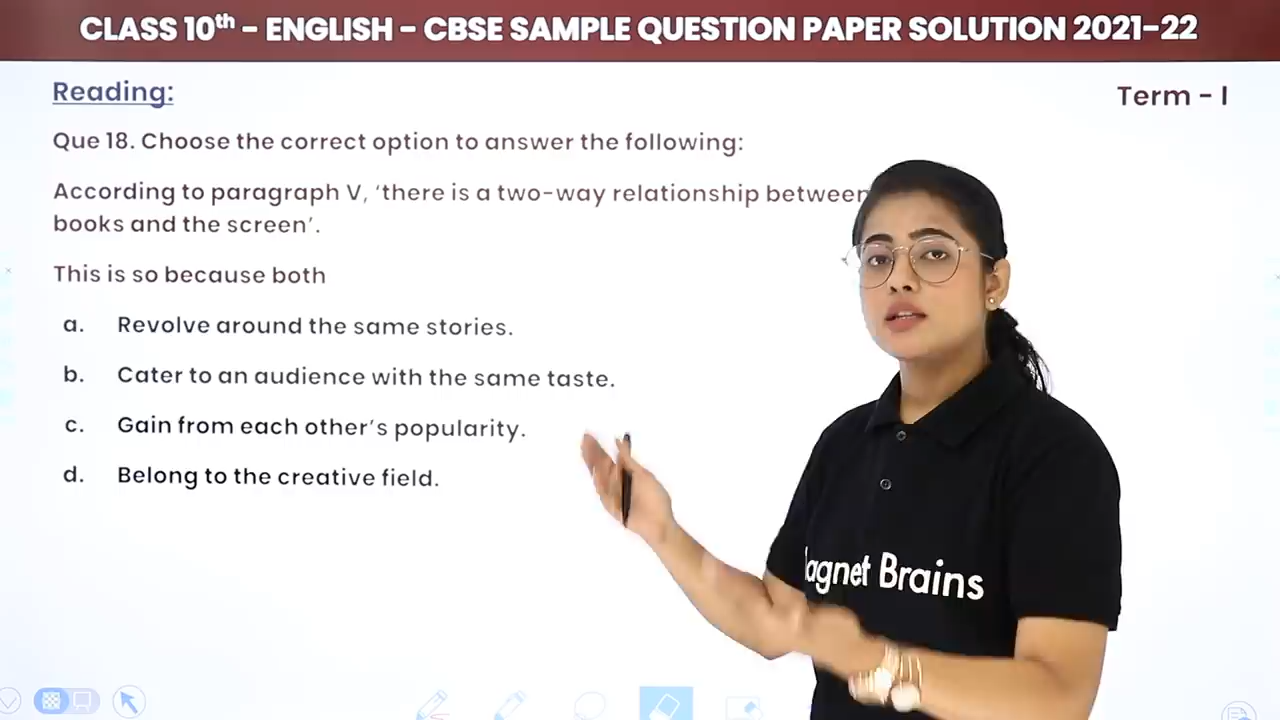 CLASS 10th - ENGLISH - CBSE SAMPLE QUESTION PAPER SOLUTION 2021-22
Reading:
Term - I
Que 18. Choose the correct option to answer the following:
According to paragraph V, ‘there is a two-way relationship between
books and the screen’.
This is so because both
a. Revolve around the same stories.
b. Cater to an audience with the same taste.
c. Gain from each other’s popularity.
d. Belong to the creative field.
agnet Brains